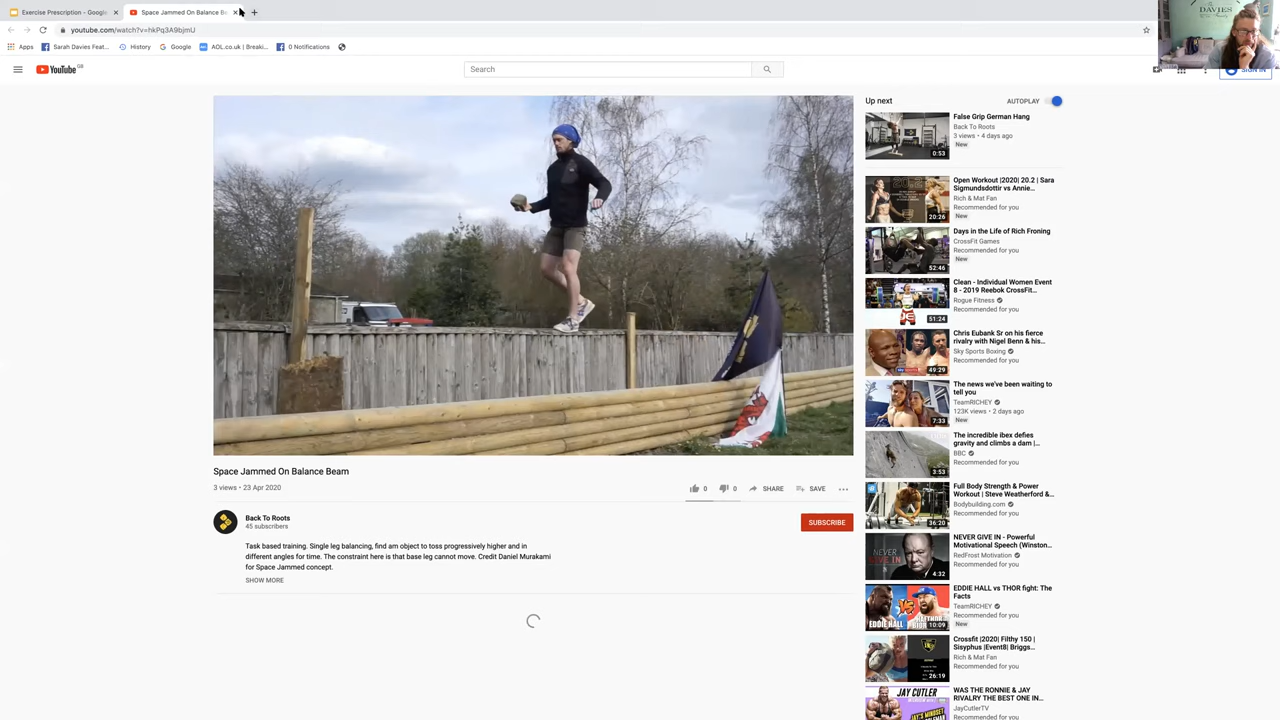 Exercise Prescription - Google
Space Jammed On Balance Be
youtube.com/watch?v=hkPq3A9bjmU
Apps
Sarah Davies Feat...
History
Google
AOL.co.uk | Breaki...
0 Notifications
YouTube GB
Search
SIGN IN
DAVIES
Space Jammed On Balance Beam
3 views • 23 Apr 2020
0
0
SHARE
SAVE
Back To Roots
45 subscribers
SUBSCRIBE
Task based training. Single leg balancing, find am object to toss progressively higher and in
different angles for time. The constraint here is that base leg cannot move. Credit Daniel Murakami
for Space Jammed concept.
SHOW MORE
Up next
AUTOPLAY
False Grip German Hang
Back To Roots
3 views • 4 days ago
New
0:53
Open Workout |2020| 20.2 | Sara
Sigmundsdottir vs Annie...
Rich & Mat Fan
Recommended for you
New
20:26
Days in the Life of Rich Froning
CrossFit Games
Recommended for you
New
52:46
Clean - Individual Women Event
8 - 2019 Reebok CrossFit...
Rogue Fitness
Recommended for you
51:24
Chris Eubank Sr on his fierce
rivalry with Nigel Benn & his...
Sky Sports Boxing
Recommended for you
49:29
The news we've been waiting to
tell you
TeamRICHEY
123K views • 2 days ago
New
7:33
The incredible ibex defies
gravity and climbs a dam |...
BBC
Recommended for you
3:53
Full Body Strength & Power
Workout | Steve Weatherford &...
Bodybuilding.com
Recommended for you
36:20
NEVER GIVE IN - Powerful
Motivational Speech (Winston...
RedFrost Motivation
Recommended for you
NEVER
GIVE IN
4:32
EDDIE HALL vs THOR fight: The
Facts
TeamRICHEY
Recommended for you
New
EDDIE HALL
10:09
Crossfit |2020| Filthy 150 |
Sisyphus |Event8| Briggs...
Rich & Mat Fan
Recommended for you
26:19
WAS THE RONNIE & JAY
RIVALRY THE BEST ONE IN...
JayCutlerTV
Recommended for you
JAY CUTLER